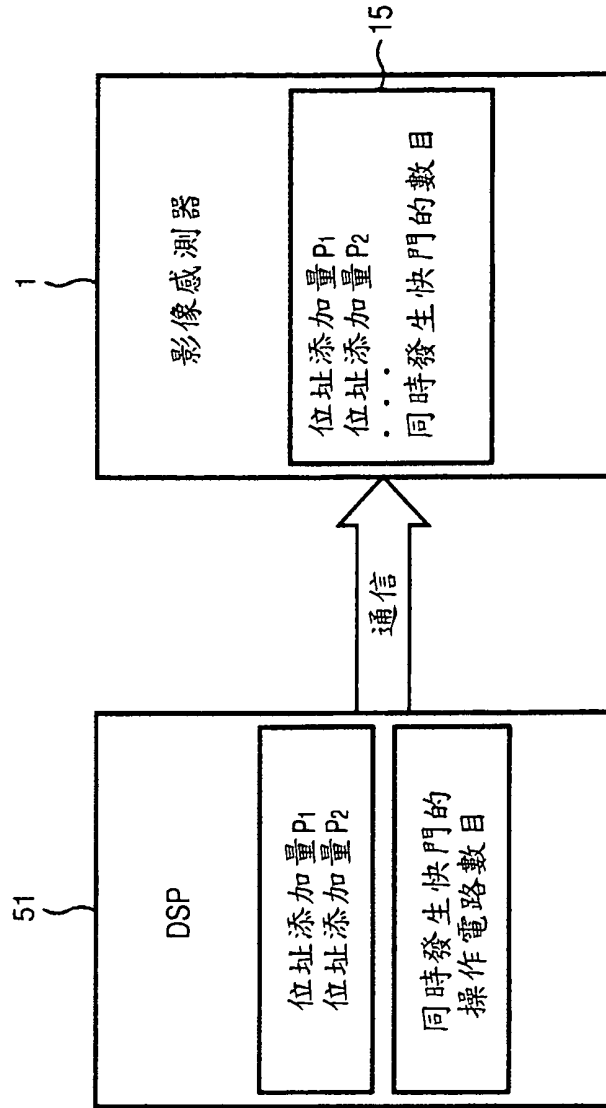 51
DSP
位址添加量P1
位址添加量P2
同時發生快門的
操作電路數目
通信
1
影像感測器
15
位址添加量P1
位址添加量P2
・・・
同時發生快門的數目